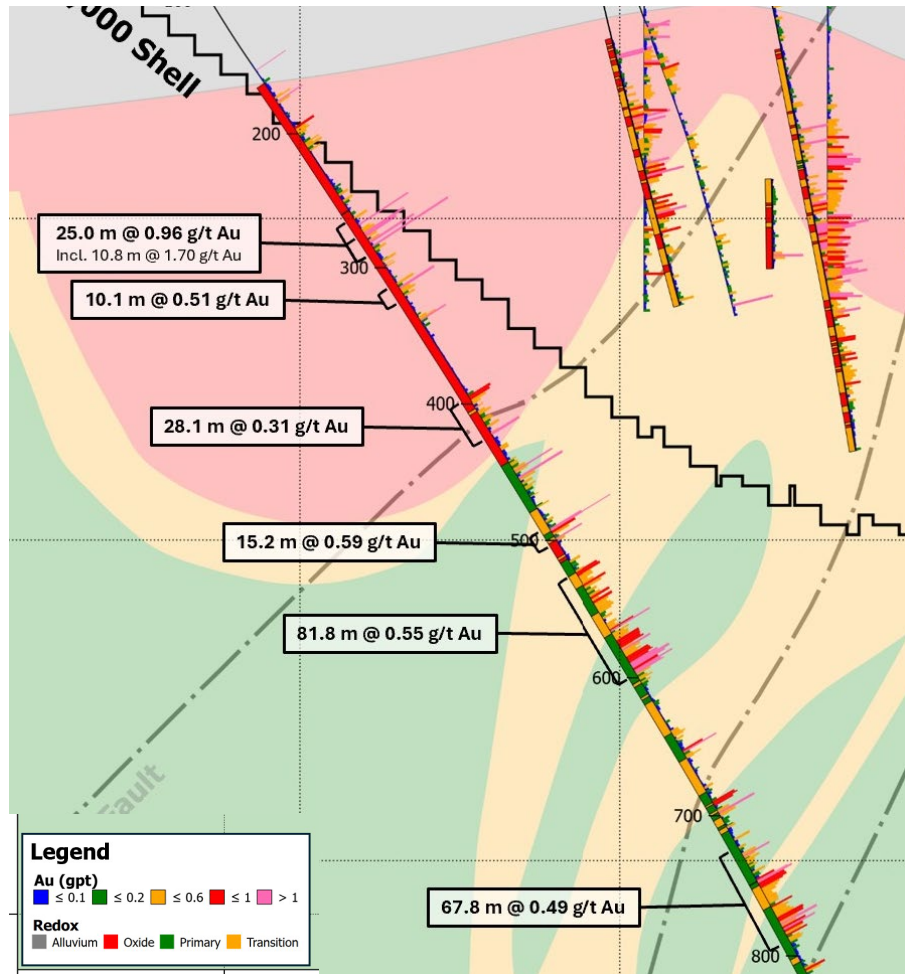 000 Shell
200
25.0 m @ 0.96 g/t Au
Incl. 10.8 m @ 1.70 g/t Au
300
10.1 m @ 0.51 g/t Au
400
28.1 m @ 0.31 g/t Au
500
15.2 m @ 0.59 g/t Au
81.8 m @ 0.55 g/t Au
600
700
Fault
Legend
Au (gpt)
≤ 0.1 ≤ 0.2 ≤ 0.6 ≤ 1 > 1
Redox
Alluvium Oxide Primary Transition
67.8 m @ 0.49 g/t Au
800